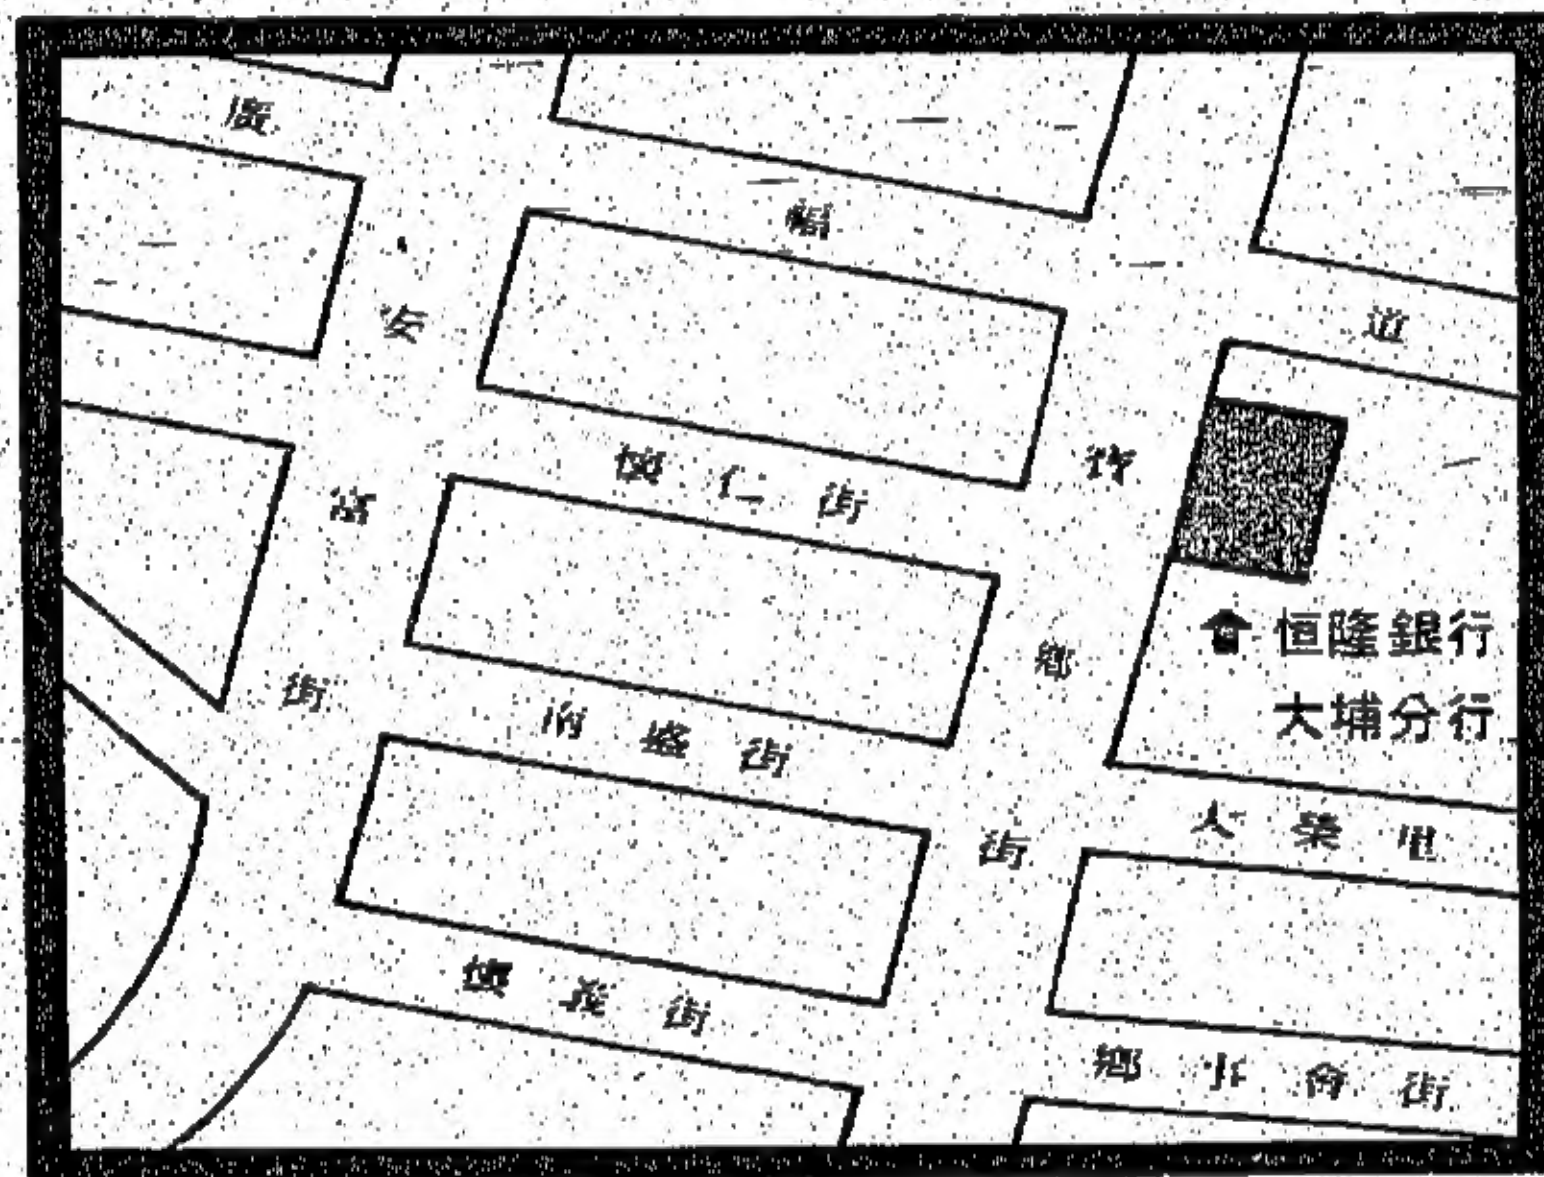 廣福道
安富街
懷仁街
寶鄉街
恒隆銀行
大埔分行
南盛街
大榮里
懷義街
鄉事會街